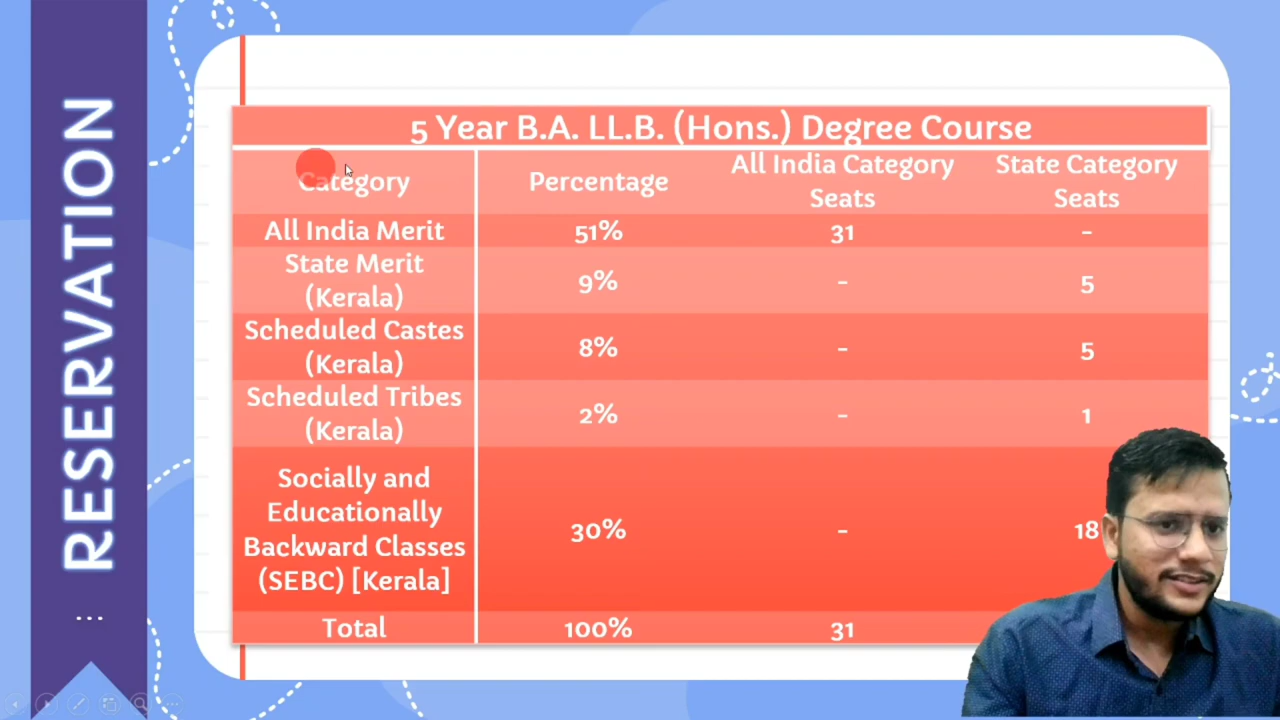 RESERVATION
5 Year B.A. LL.B. (Hons.) Degree Course
Category
Percentage
All India Category
Seats
State Category
Seats
All India Merit
51%
31
-
State Merit
(Kerala)
9%
-
5
Scheduled Castes
(Kerala)
8%
-
5
Scheduled Tribes
(Kerala)
2%
-
1
Socially and
Educationally
Backward Classes
(SEBC) [Kerala]
30%
-
18
Total
100%
31